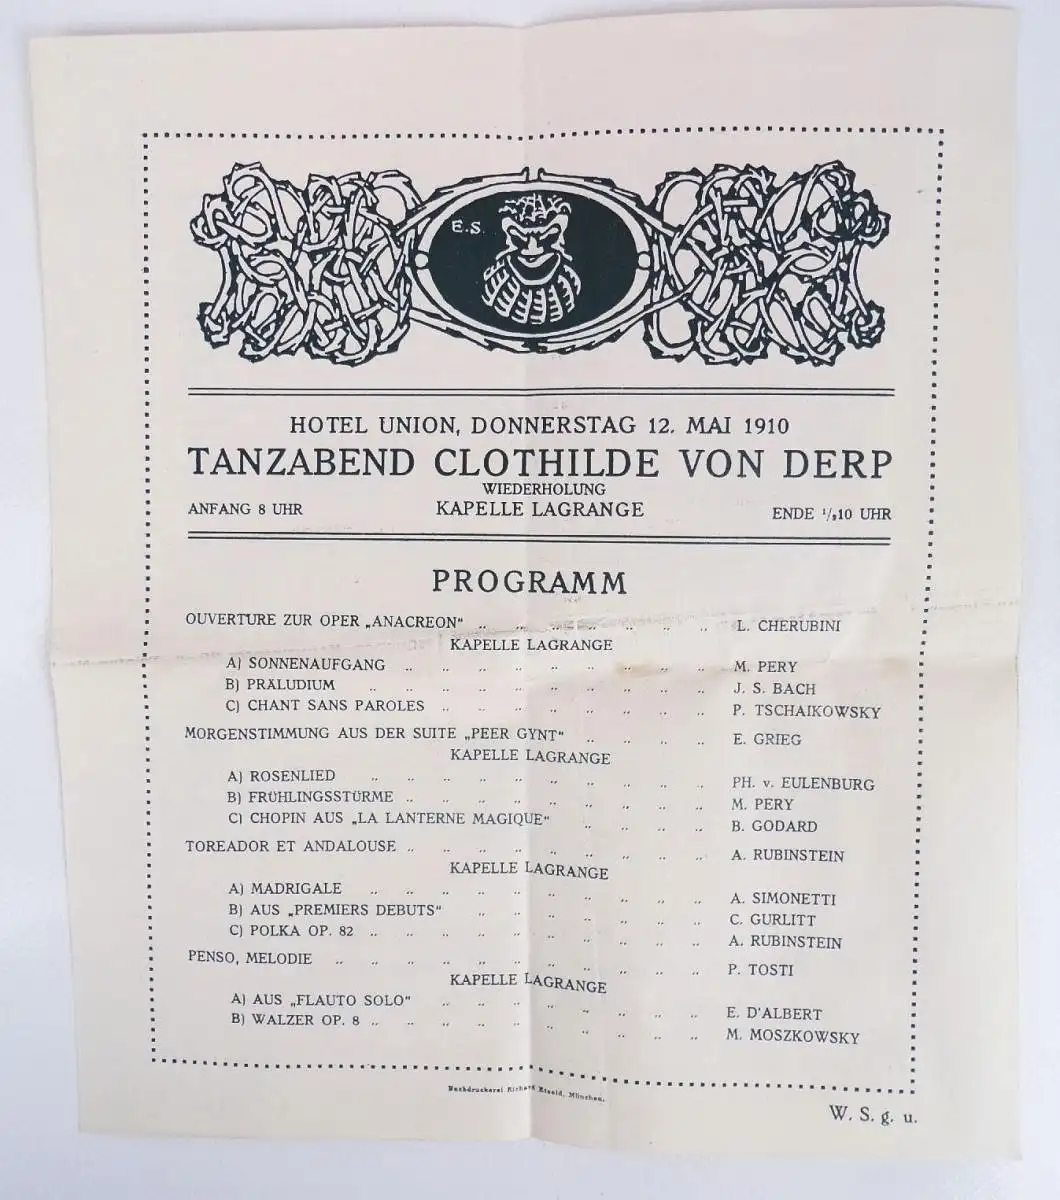 E.S.
HOTEL UNION, DONNERSTAG 12. MAI 1910
TANZABEND CLOTHILDE VON DERP
WIEDERHOLUNG
ANFANG 8 UHR KAPELLE LAGRANGE ENDE ½10 UHR
PROGRAMM
OUVERTURE ZUR OPER „ANACREON“ .. .. .. .. .. .. .. L. CHERUBINI
KAPELLE LAGRANGE
A) SONNENAUFGANG .. .. .. .. .. .. .. .. .. M. PERY
B) PRÄLUDIUM .. .. .. .. .. .. .. .. .. .. J. S. BACH
C) CHANT SANS PAROLES .. .. .. .. .. .. .. .. P. TSCHAIKOWSKY
MORGENSTIMMUNG AUS DER SUITE „PEER GYNT“ .. .. .. .. E. GRIEG
KAPELLE LAGRANGE
A) ROSENLIED .. .. .. .. .. .. .. .. .. .. PH. v. EULENBURG
B) FRÜHLINGSSTÜRME .. .. .. .. .. .. .. .. .. M. PERY
C) CHOPIN AUS „LA LANTERNE MAGIQUE“ .. .. .. .. B. GODARD
TOREADOR ET ANDALOUSE .. .. .. .. .. .. .. .. .. A. RUBINSTEIN
KAPELLE LAGRANGE
A) MADRIGALE .. .. .. .. .. .. .. .. .. .. A. SIMONETTI
B) AUS „PREMIERS DEBUTS“ .. .. .. .. .. .. .. C. GURLITT
C) POLKA OP. 82 .. .. .. .. .. .. .. .. .. .. A. RUBINSTEIN
PENSO, MELODIE .. .. .. .. .. .. .. .. .. .. .. P. TOSTI
KAPELLE LAGRANGE
A) AUS „FLAUTO SOLO“ .. .. .. .. .. .. .. .. E. D'ALBERT
B) WALZER OP. 8 .. .. .. .. .. .. .. .. .. .. M. MOSZKOWSKY
Buchdruckerei Richard München.
W. S. g. u.